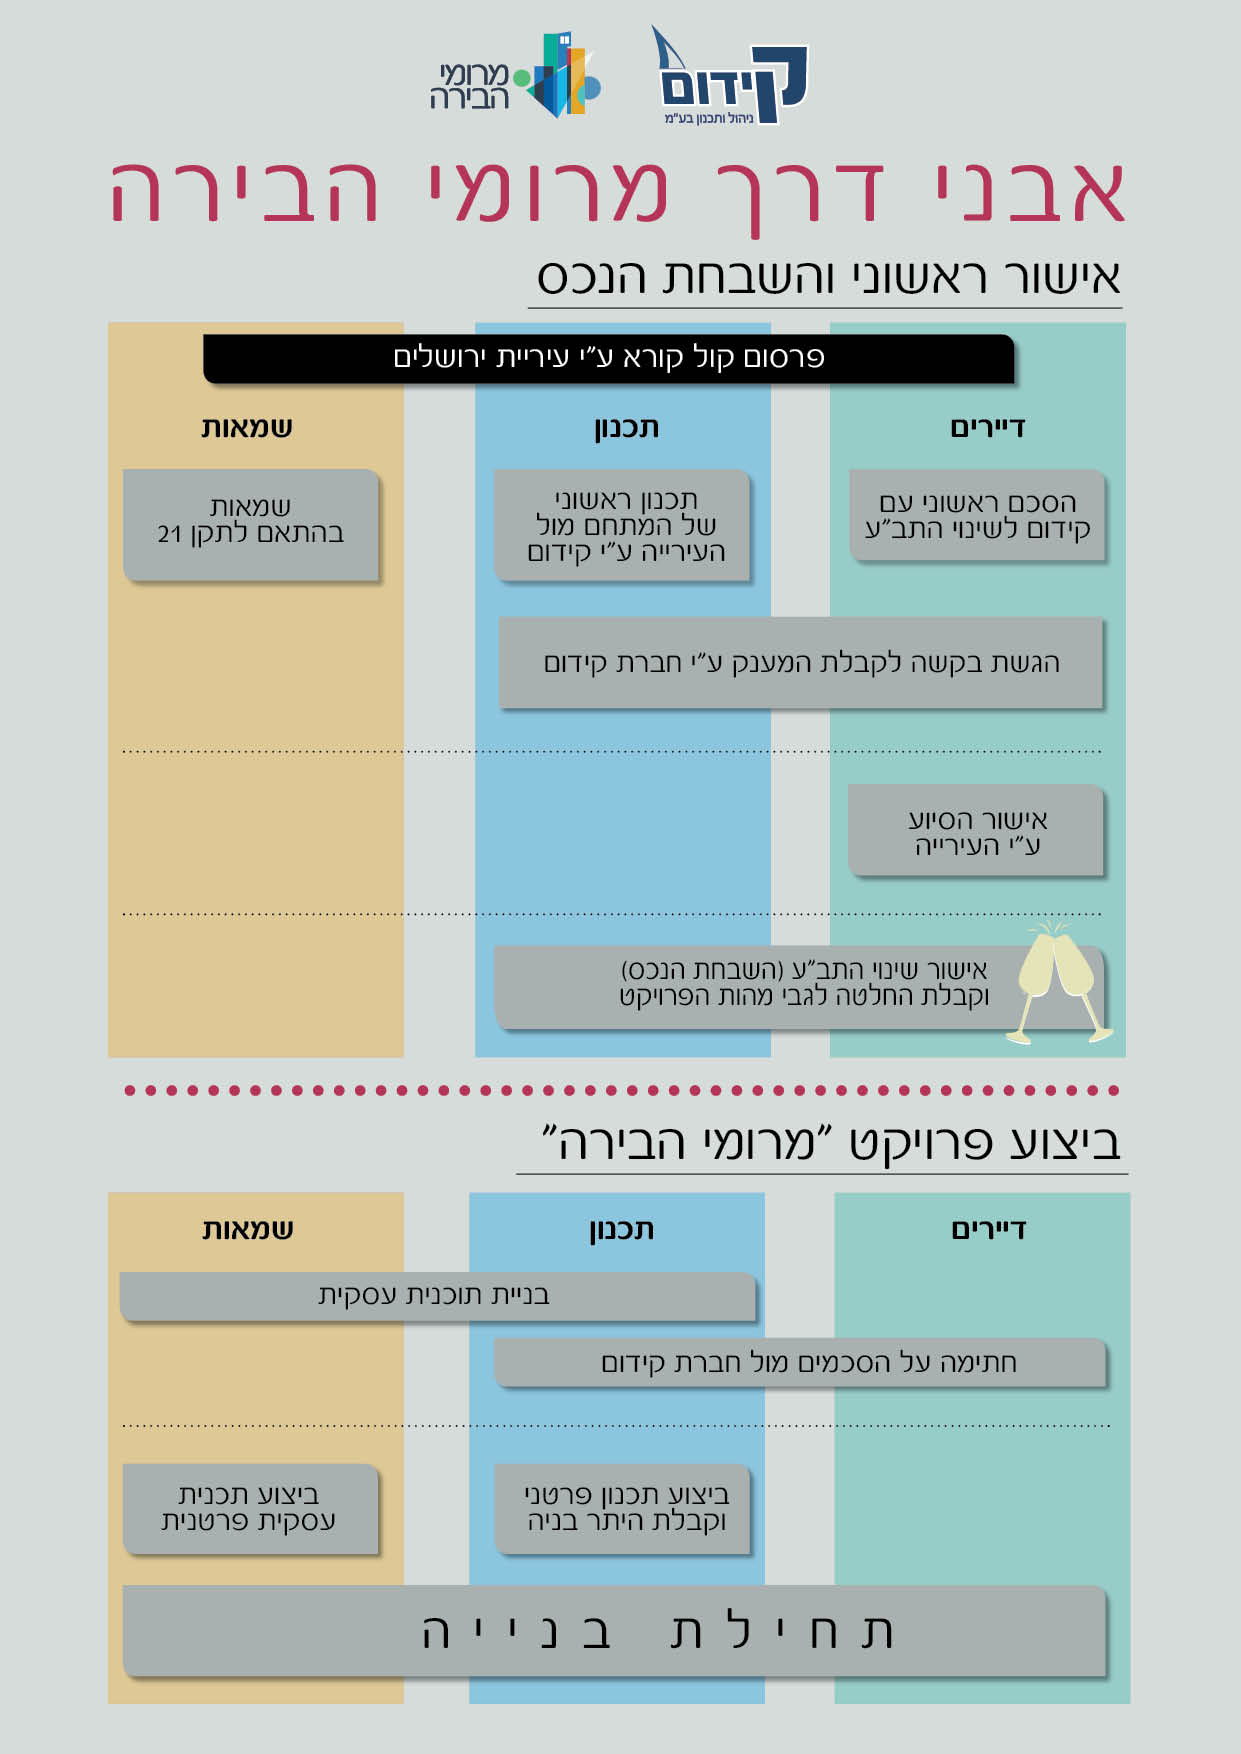 קידום
ניהול ותכנון בע"מ
מרומי
הבירה
אבני דרך מרומי הבירה
אישור ראשוני והשבחת הנכס
פרסום קול קורא ע"י עיריית ירושלים
דיירים
תכנון
שמאות
הסכם ראשוני עם
קידום לשינוי התב"ע
תכנון ראשוני
של המתחם מול
העירייה ע"י קידום
שמאות
בהתאם לתקן 21
הגשת בקשה לקבלת המענק ע"י חברת קידום
אישור הסיוע
ע"י העירייה
אישור שינוי התב"ע (השבחת הנכס)
וקבלת החלטה לגבי מהות הפרויקט
ביצוע פרויקט "מרומי הבירה"
דיירים
תכנון
שמאות
בניית תוכנית עסקית
חתימה על הסכמים מול חברת קידום
ביצוע תכנון פרטני
וקבלת היתר בניה
ביצוע תכנית
עסקית פרטנית
תחילת בנייה